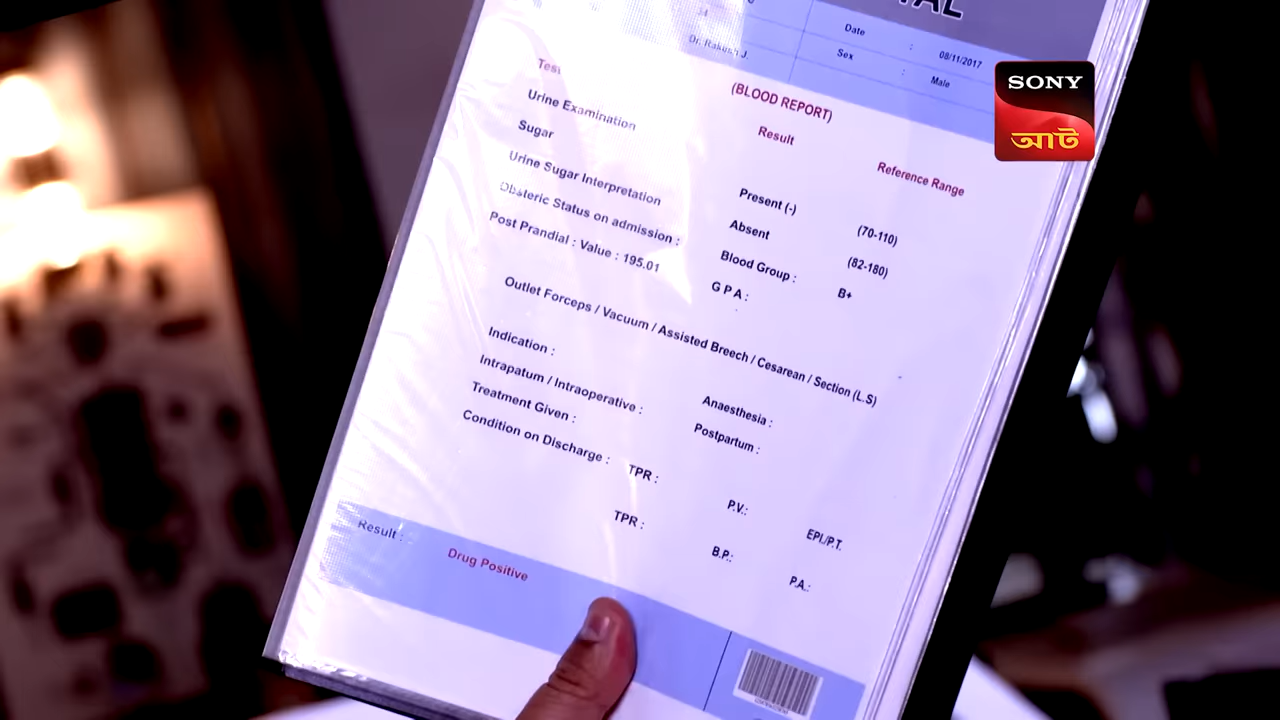 TAL
Date : 08/11/2017
34
Dr. Rakesh J.
Sex : Male
SONY
আট
(BLOOD REPORT)
Test Result Reference Range
Urine Examination
Sugar Present (-) (70-110)
Urine Sugar Interpretation Absent (82-180)
Obsteric Status on admission : Blood Group : B+
Post Prandial : Value : 195.01 G P A :
Outlet Forceps / Vacuum / Assisted Breech / Cesarean / Section (L.S)
Indication : Anaesthesia :
Intrapatum / Intraoperative : Postpartum :
Treatment Given :
Condition on Discharge : TPR : P.V.: EPI./P.T.
TPR : B.P.: P.A.:
Result : Drug Positive